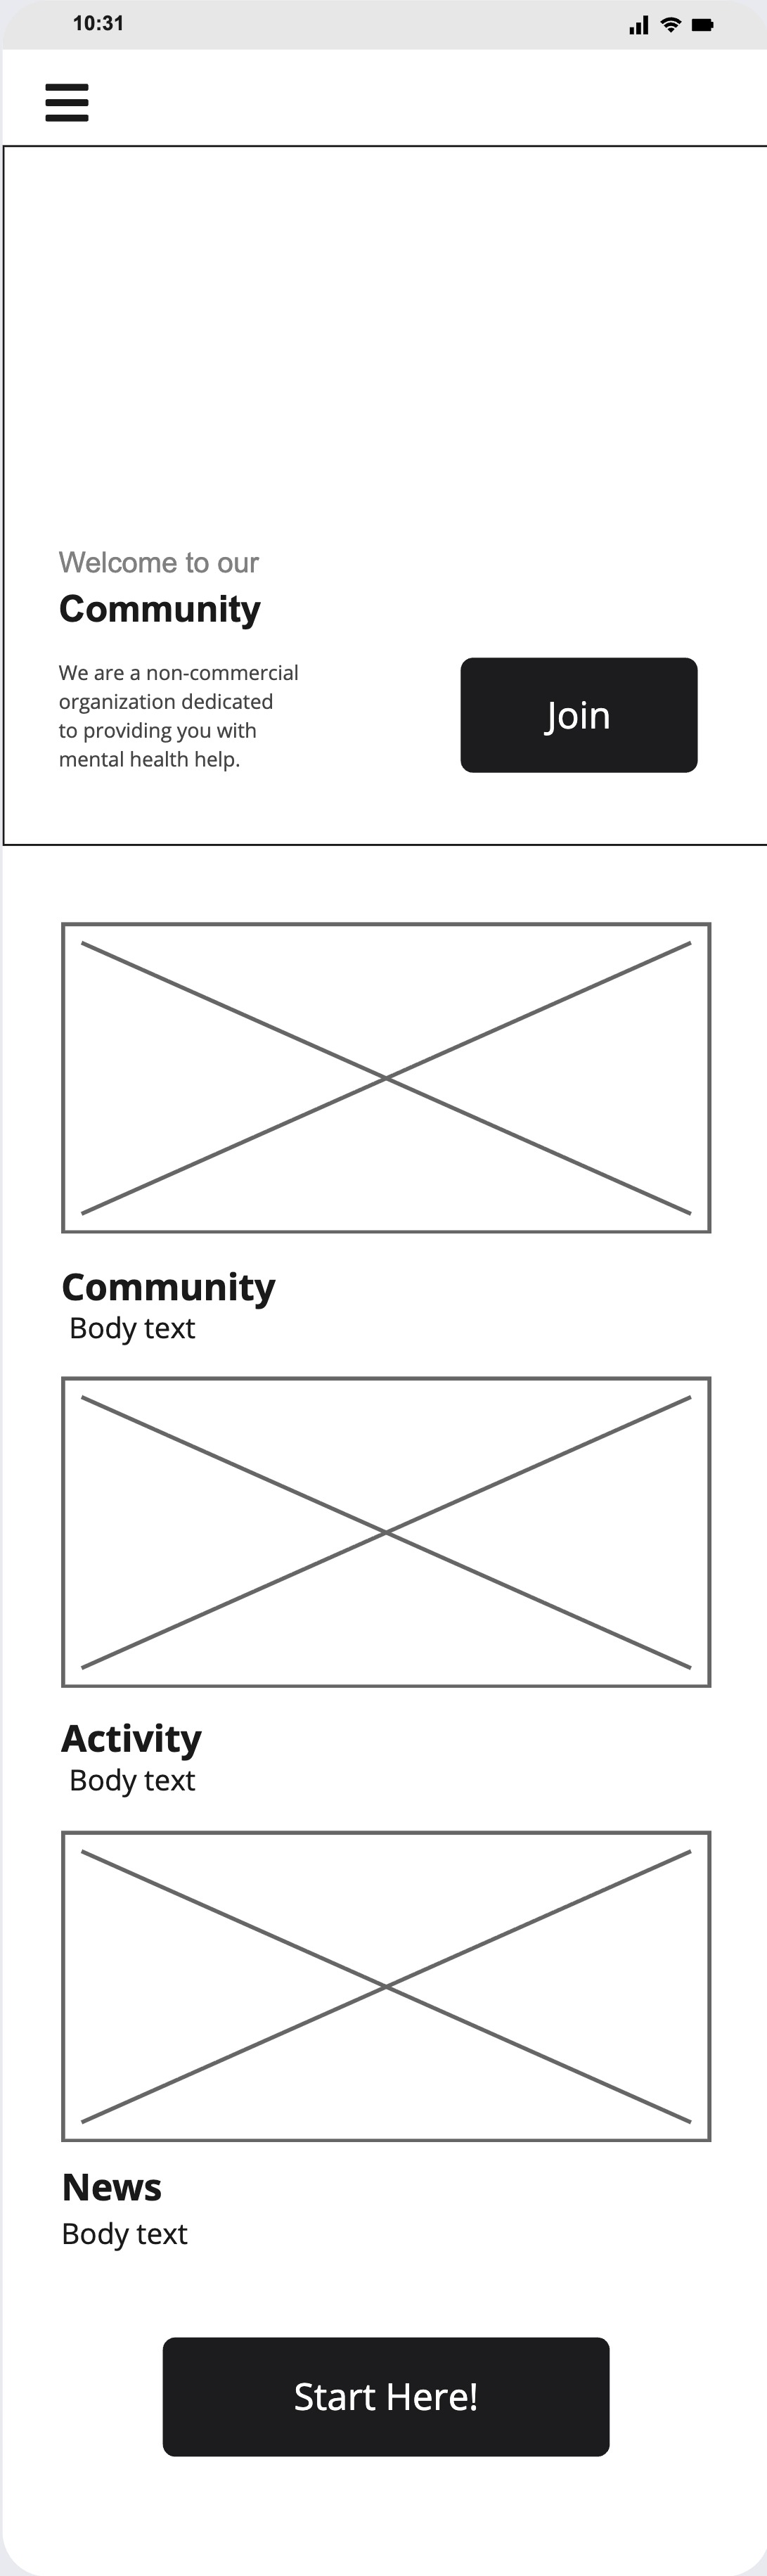 10:31
Welcome to our
Community
We are a non-commercial
organization dedicated
to providing you with
mental health help.
Join
Community
Body text
Activity
Body text
News
Body text
Start Here!